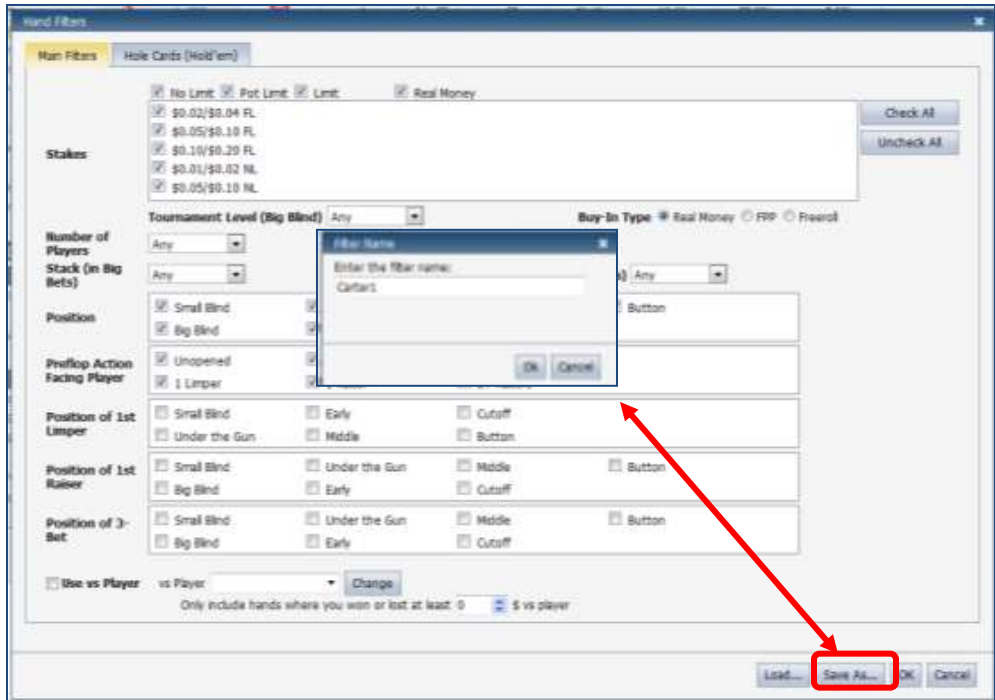 Hand Filters
Main Filters Hole Cards (Hold'em)
No Limit Pot Limit Limit Real Money
Stakes
$0.02/$0.04 FL
$0.05/$0.10 FL
$0.10/$0.20 FL
$0.01/$0.02 NL
$0.05/$0.10 NL
Check All
Uncheck All
Tournament Level (Big Blind) Any Buy-In Type Real Money FPP Freeroll
Number of
Players
Any
Stack (in Big
Bets)
Any
Any
Filter Name
Enter the filter name:
Carter1
Ok Cancel
Position
Small Blind Button
Big Blind
Preflop Action
Facing Player
Unopened
1 Limper
Position of 1st
Limper
Small Blind Early Cutoff
Under the Gun Middle Button
Position of 1st
Raiser
Small Blind Under the Gun Middle Button
Big Blind Early Cutoff
Position of 3-
Bet
Small Blind Under the Gun Middle Button
Big Blind Early Cutoff
Use vs Player vs Player Change
Only include hands where you won or lost at least 0 $ vs player
Load... Save As... OK Cancel